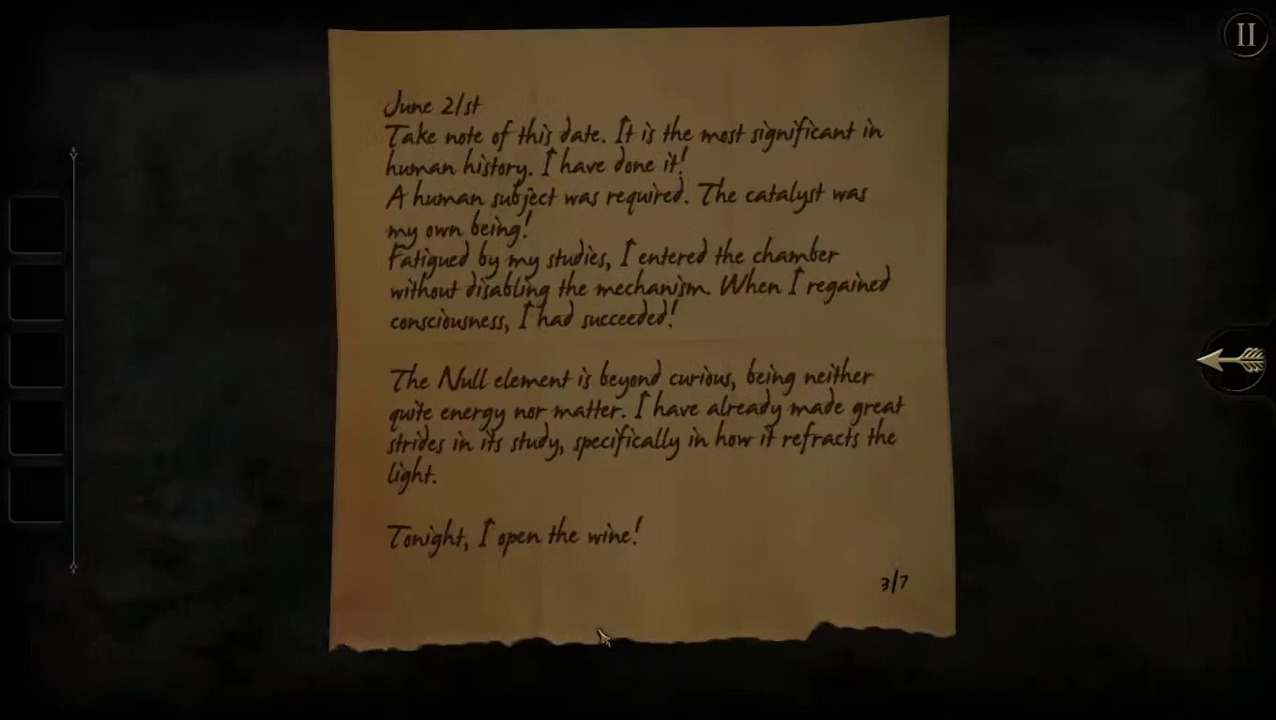 II
June 21st
Take note of this date. It is the most significant in
human history. I have done it!
A human subject was required. The catalyst was
my own being!
Fatigued by my studies, I entered the chamber
without disabling the mechanism. When I regained
consciousness, I had succeeded!
The Null element is beyond curious, being neither
quite energy nor matter. I have already made great
strides in its study, specifically in how it refracts the
light.
Tonight, I open the wine!
3/7